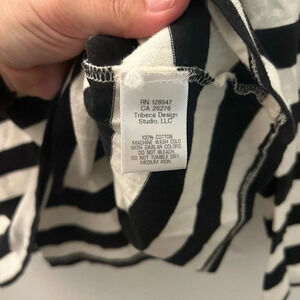 RN 128947
CA 26276
Tribeca Design
Studio, LLC
100% COTTON
MACHINE WASH COLD
WITH SIMILAR COLORS
DO NOT BLEACH.
DO NOT TUMBLE DRY.
MEDIUM IRON.